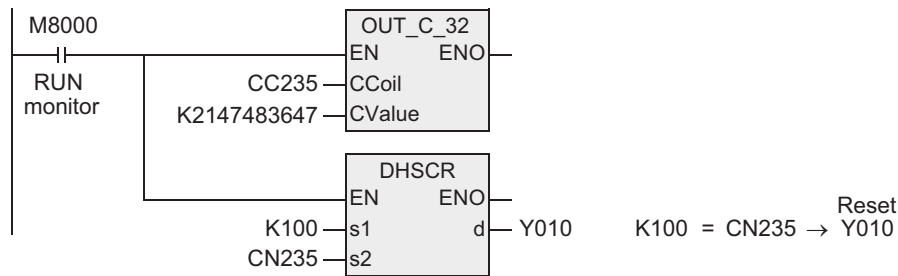 M8000
RUN
monitor
OUT_C_32
EN ENO
CC235 CCoil
K2147483647 CValue
DHSCR
EN ENO
K100 s1 d Y010
CN235 s2
Reset
K100 = CN235 → Y010